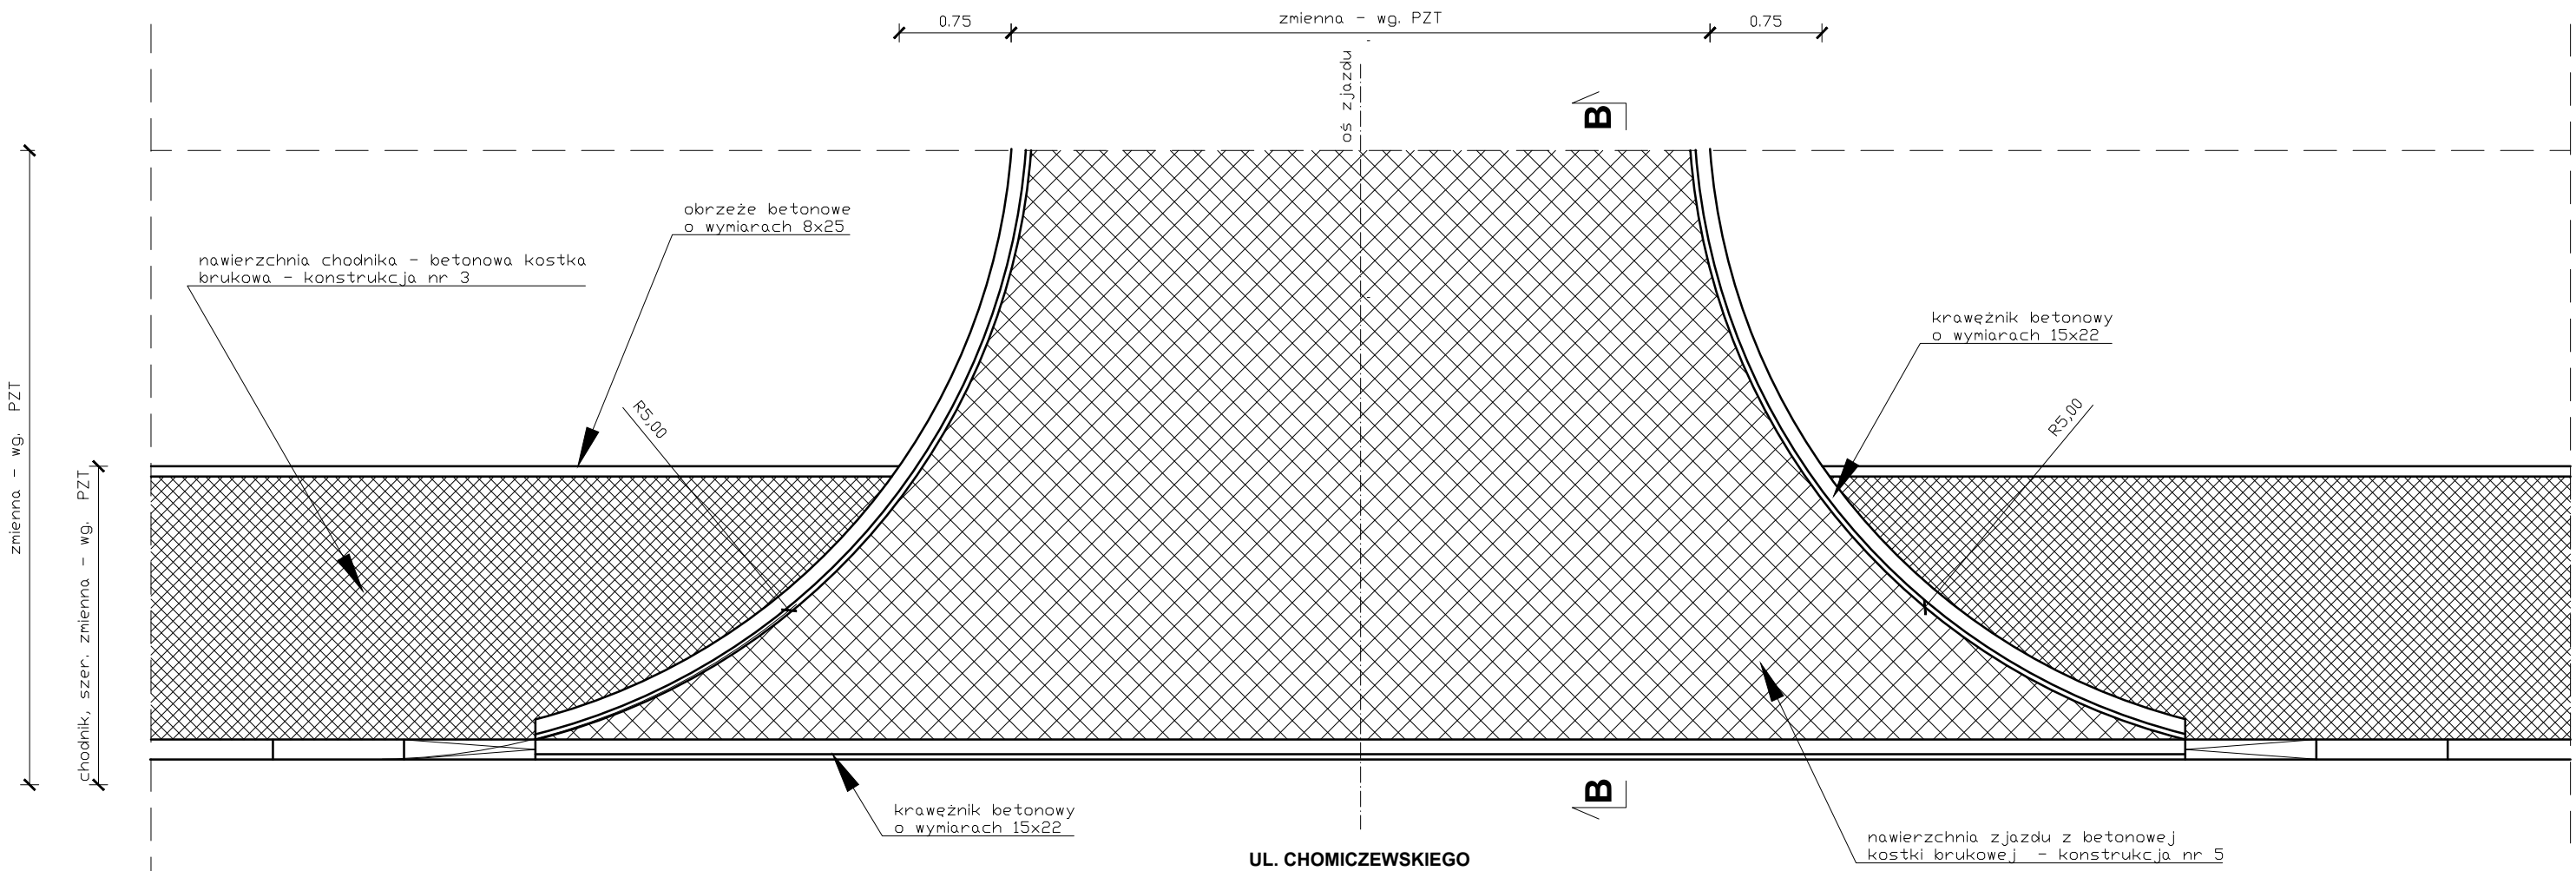 0.75
zmienna - wg. PZT
0.75
oś zjazdu
B
obrzeże betonowe
o wymiarach 8x25
nawierzchnia chodnika - betonowa kostka
brukowa - konstrukcja nr 3
krawężnik betonowy
o wymiarach 15x22
R5,00
R5,00
zmienna - wg. PZT
chodnik, szer. zmienna - wg. PZT
B
krawężnik betonowy
o wymiarach 15x22
nawierzchnia zjazdu z betonowej
kostki brukowej - konstrukcja nr 5
UL. CHOMICZEWSKIEGO